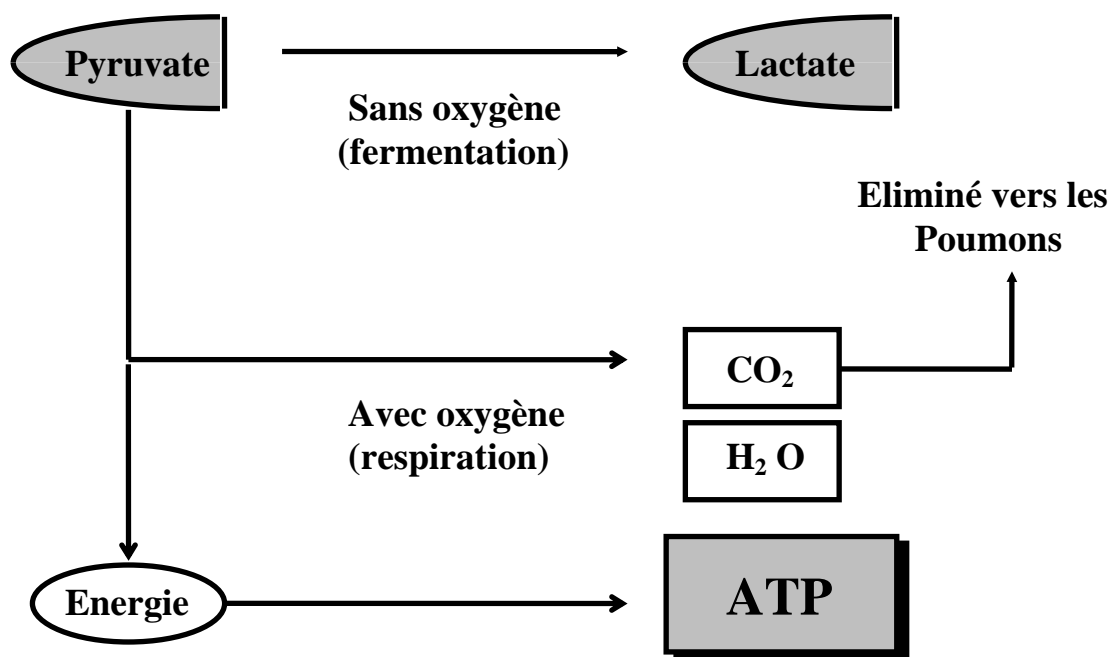 Pyruvate
Lactate
Sans oxygène
(fermentation)
Eliminé vers les
Poumons
CO₂
Avec oxygène
(respiration)
H₂ O
Energie
ATP